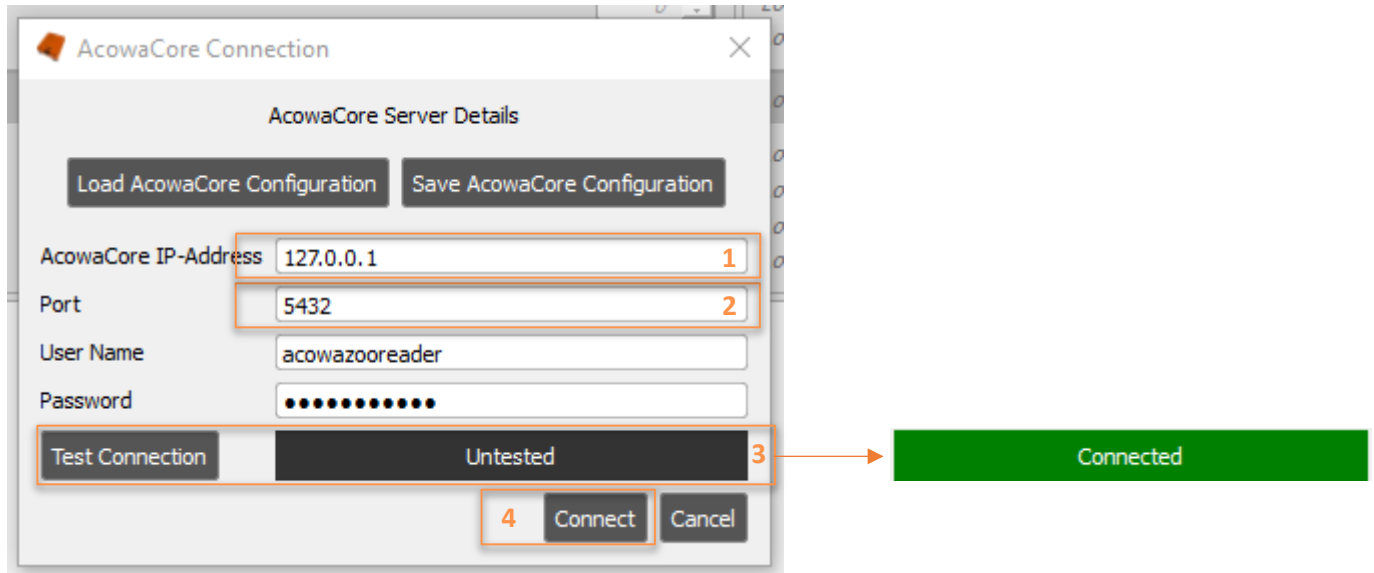 AcowaCore Connection
AcowaCore Server Details
Load AcowaCore Configuration Save AcowaCore Configuration
AcowaCore IP-Address 127.0.0.1 1
Port 5432 2
User Name acowazooreader
Password ●●●●●●●●●●●
Test Connection Untested 3 Connected
4 Connect Cancel